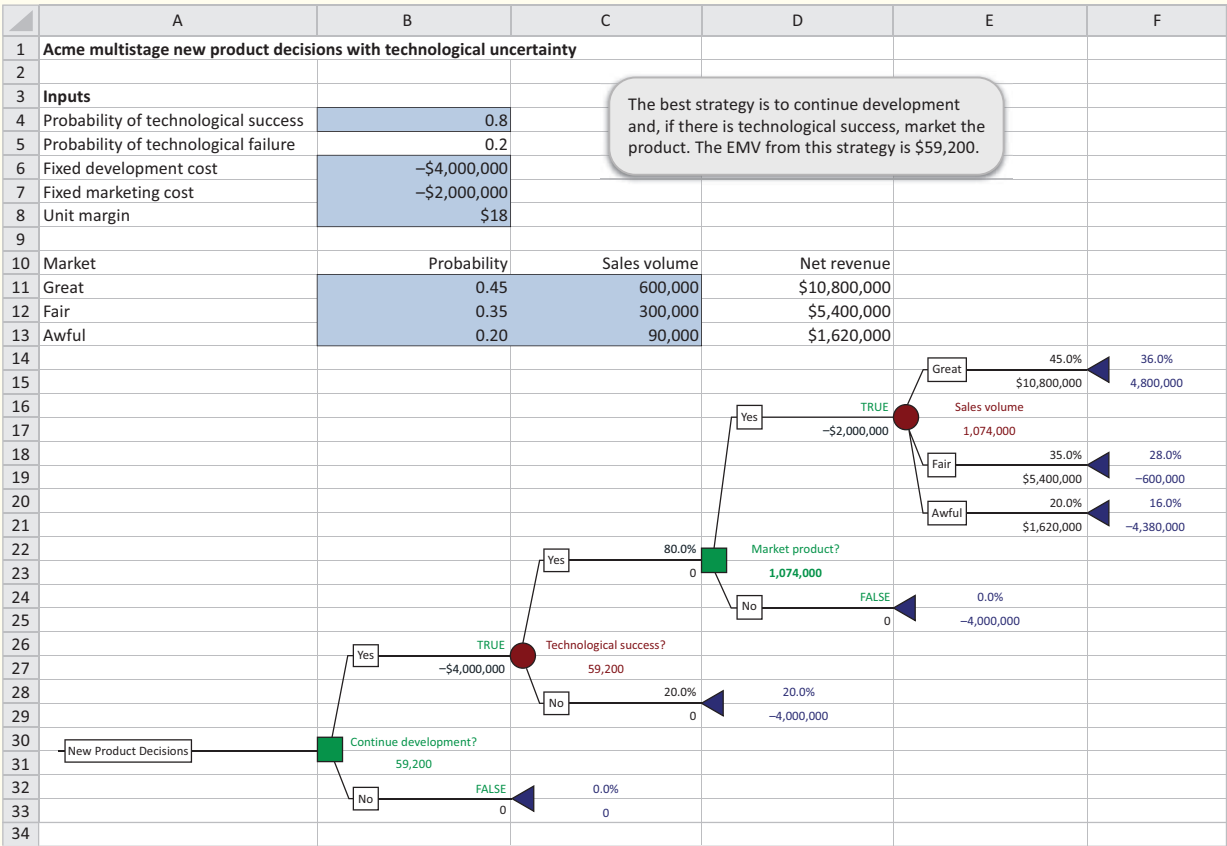 A B C D E F
1 Acme multistage new product decisions with technological uncertainty
2
3 Inputs
The best strategy is to continue development
and, if there is technological success, market the
product. The EMV from this strategy is $59,200.
4 Probability of technological success 0.8
5 Probability of technological failure 0.2
6 Fixed development cost –$4,000,000
7 Fixed marketing cost –$2,000,000
8 Unit margin $18
9
10 Market Probability Sales volume Net revenue
11 Great 0.45 600,000 $10,800,000
12 Fair 0.35 300,000 $5,400,000
13 Awful 0.20 90,000 $1,620,000
14 45.0% 36.0%
Great
15 $10,800,000 4,800,000
16 TRUE Sales volume
Yes
17 –$2,000,000 1,074,000
18 35.0% 28.0%
Fair
19 $5,400,000 –600,000
20 20.0% 16.0%
Awful
21 $1,620,000 –4,380,000
22 80.0% Market product?
Yes
23 0 1,074,000
24 FALSE 0.0%
No
25 0 –4,000,000
26 TRUE Technological success?
Yes
27 –$4,000,000 59,200
28 20.0% 20.0%
No
29 0 –4,000,000
30 Continue development?
New Product Decisions
31 59,200
32 FALSE 0.0%
No
33 0 0
34